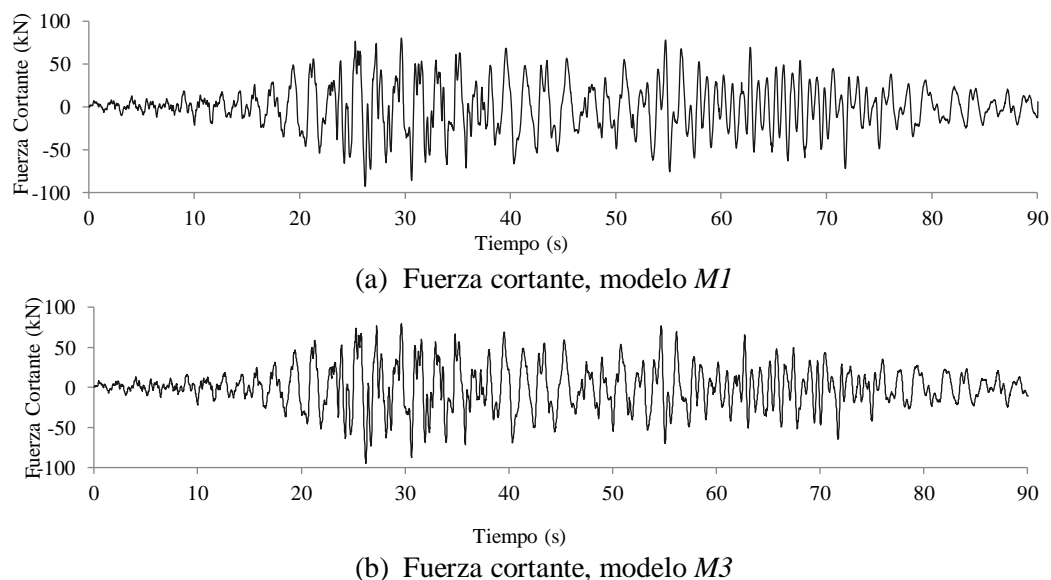 Fuerza Cortante (kN)
100
50
0
-50
-100
0 10 20 30 40 50 60 70 80 90
Tiempo (s)
(a) Fuerza cortante, modelo M1
Fuerza Cortante (kN)
100
50
0
-50
-100
0 10 20 30 40 50 60 70 80 90
Tiempo (s)
(b) Fuerza cortante, modelo M3